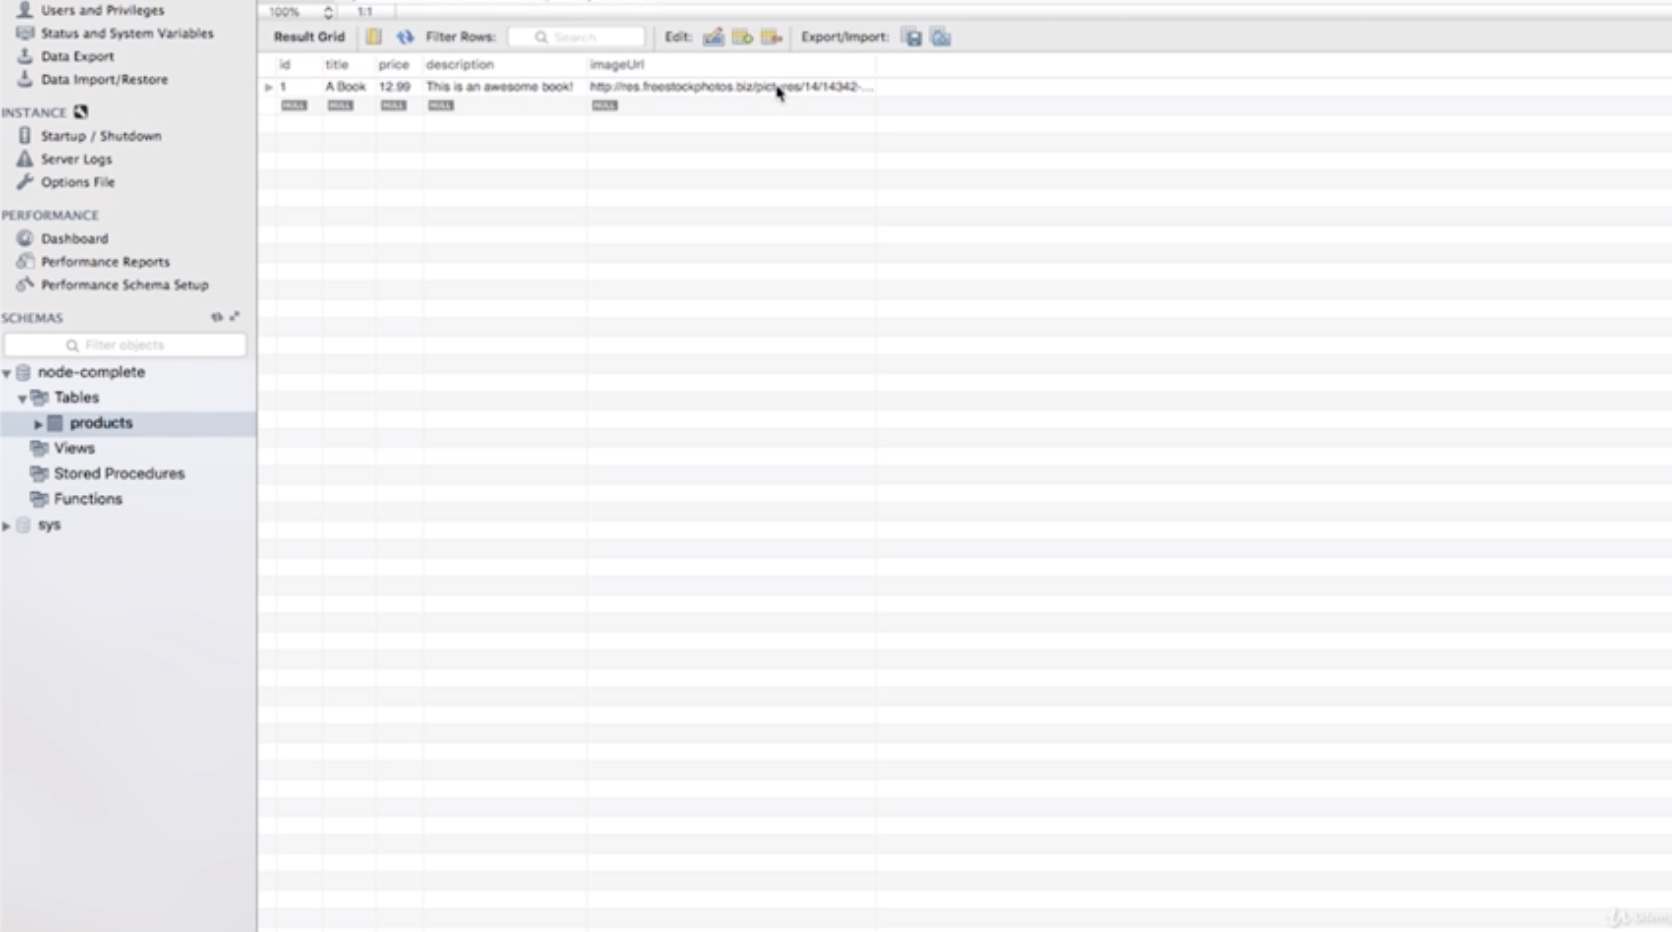 Users and Privileges
Status and System Variables
Data Export
Data Import/Restore
INSTANCE
Startup / Shutdown
Server Logs
Options File
PERFORMANCE
Dashboard
Performance Reports
Performance Schema Setup
SCHEMAS
Filter objects
node-complete
Tables
products
Views
Stored Procedures
Functions
sys
100% 1:1
Result Grid Filter Rows: Search Edit: Export/Import:
id title price description imageUrl
1 A Book 12.99 This is an awesome book! http://res.freestockphotos.biz/pictures/14/14342-...
NULL NULL NULL NULL NULL